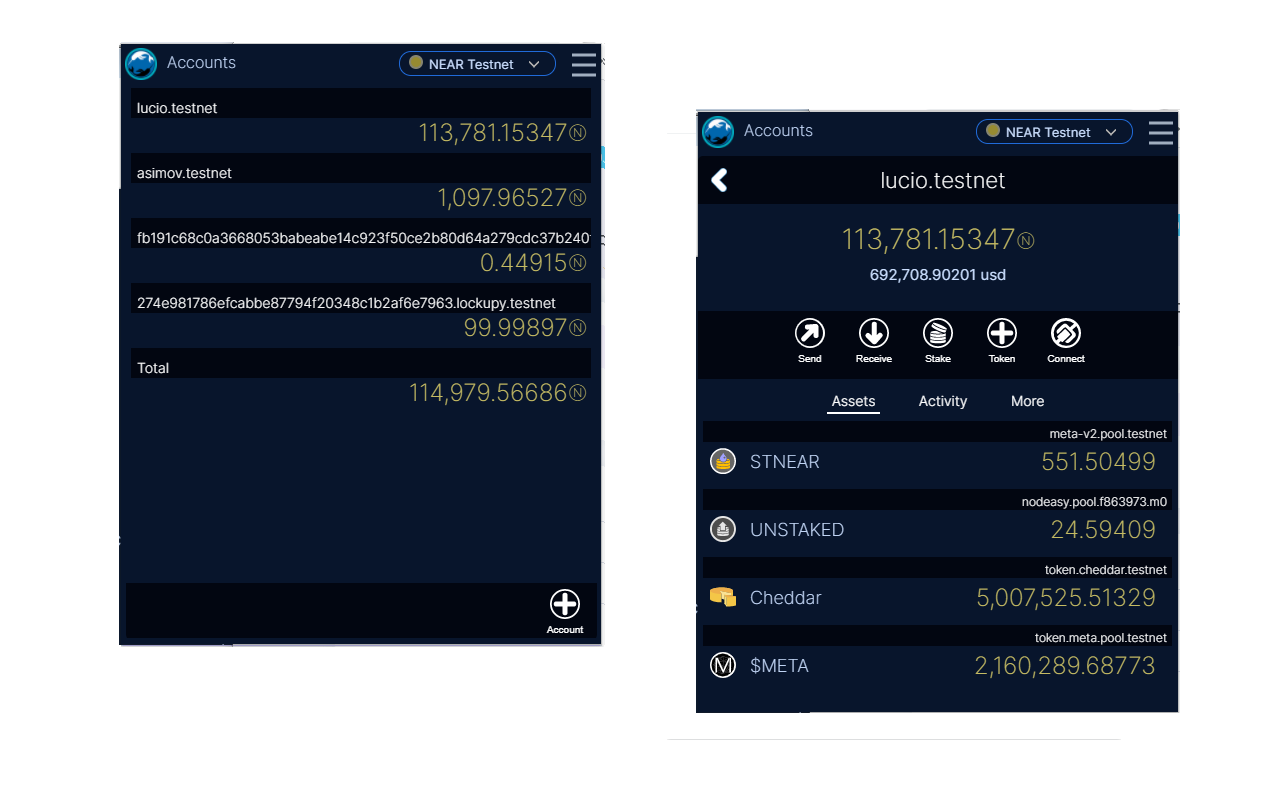 Accounts
NEAR Testnet
lucio.testnet
113,781.15347Ⓝ
asimov.testnet
1,097.96527Ⓝ
fb191c68c0a3668053babeabe14c923f50ce2b80d64a279cdc37b240
0.44915Ⓝ
274e981786efcabbe87794f20348c1b2af6e7963.lockupy.testnet
99.99897Ⓝ
Total
114,979.56686Ⓝ
Account
Accounts
NEAR Testnet
lucio.testnet
113,781.15347Ⓝ
692,708.90201 usd
Send Receive Stake Token Connect
Assets Activity More
meta-v2.pool.testnet
STNEAR 551.50499
nodeasy.pool.f863973.m0
UNSTAKED 24.59409
token.cheddar.testnet
Cheddar 5,007,525.51329
token.meta.pool.testnet
$META 2,160,289.68773